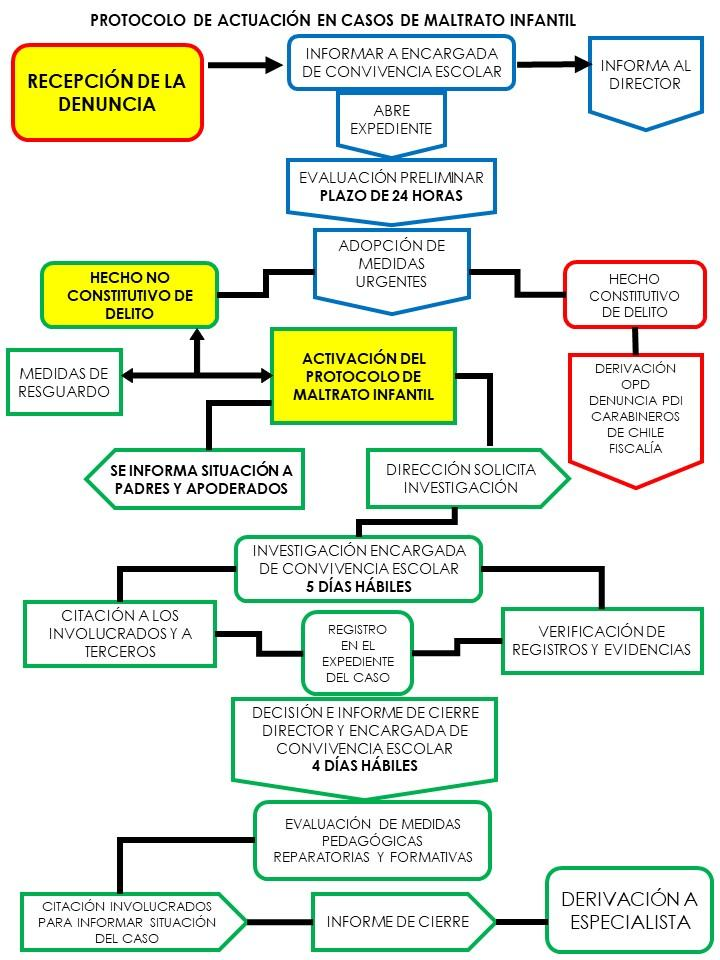 PROTOCOLO DE ACTUACIÓN EN CASOS DE MALTRATO INFANTIL
RECEPCIÓN DE LA
DENUNCIA
INFORMAR A ENCARGADA
DE CONVIVENCIA ESCOLAR
INFORMA AL
DIRECTOR
ABRE
EXPEDIENTE
EVALUACIÓN PRELIMINAR
PLAZO DE 24 HORAS
ADOPCIÓN DE
MEDIDAS
URGENTES
HECHO NO
CONSTITUTIVO DE
DELITO
HECHO
CONSTITUTIVO
DE DELITO
MEDIDAS DE
RESGUARDO
ACTIVACIÓN DEL
PROTOCOLO DE
MALTRATO INFANTIL
DERIVACIÓN
OPD
DENUNCIA PDI
CARABINEROS
DE CHILE
FISCALÍA
SE INFORMA SITUACIÓN A
PADRES Y APODERADOS
DIRECCIÓN SOLICITA
INVESTIGACIÓN
INVESTIGACIÓN ENCARGADA
DE CONVIVENCIA ESCOLAR
5 DÍAS HÁBILES
CITACIÓN A LOS
INVOLUCRADOS Y A
TERCEROS
REGISTRO
EN EL
EXPEDIENTE
DEL CASO
VERIFICACIÓN DE
REGISTROS Y EVIDENCIAS
DECISIÓN E INFORME DE CIERRE
DIRECTOR Y ENCARGADA DE
CONVIVENCIA ESCOLAR
4 DÍAS HÁBILES
EVALUACIÓN DE MEDIDAS
PEDAGÓGICAS
REPARATORIAS Y FORMATIVAS
CITACIÓN INVOLUCRADOS
PARA INFORMAR SITUACIÓN
DEL CASO
INFORME DE CIERRE
DERIVACIÓN A
ESPECIALISTA